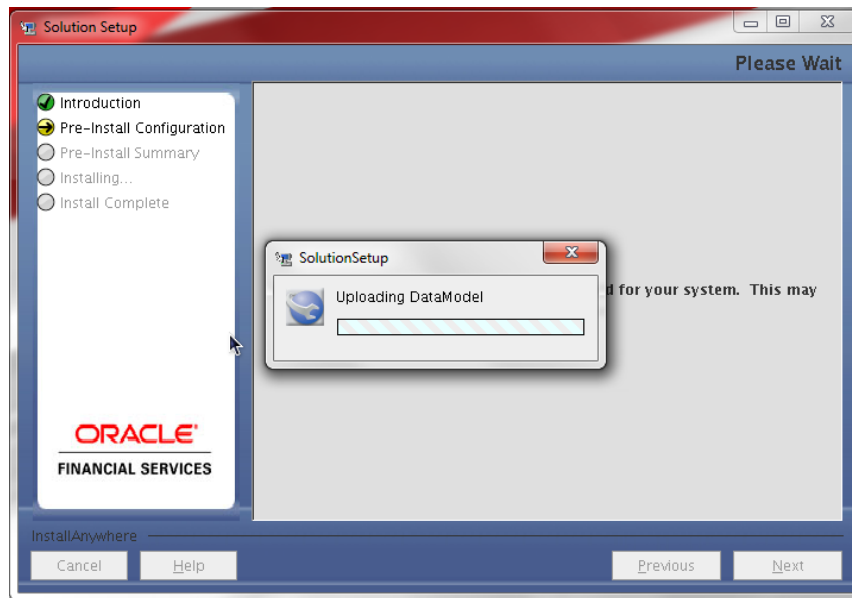 Solution Setup
Please Wait
Introduction
Pre-Install Configuration
Pre-Install Summary
Installing...
Install Complete
SolutionSetup
Uploading DataModel
for your system. This may
ORACLE'
FINANCIAL SERVICES
InstallAnywhere
Cancel
Help
Previous
Next